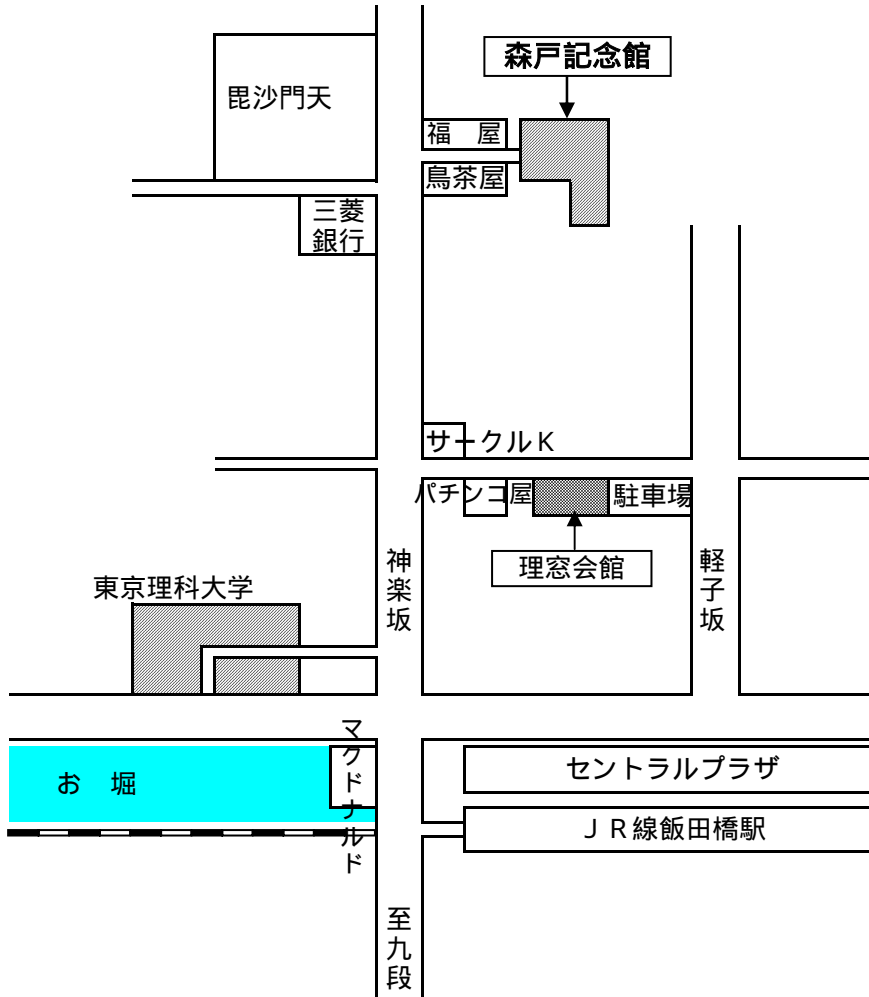 森戸記念館
毘沙門天
福　屋
鳥茶屋
三菱
銀行
サークルＫ
パチンコ屋
駐車場
理窓会館
神楽坂
軽子坂
東京理科大学
マクドナルド
お　堀
セントラルプラザ
ＪＲ線飯田橋駅
至九段